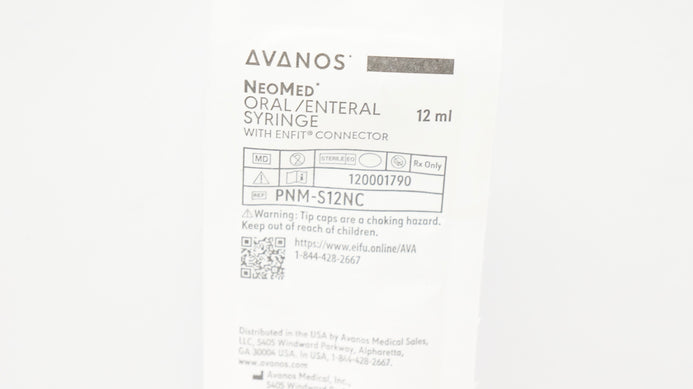 AVANOS*
NEOMED*
ORAL/ENTERAL
SYRINGE
12 ml
WITH ENFIT® CONNECTOR
MD STERILE EO Rx Only
120001790
REF PNM-S12NC
Warning: Tip caps are a choking hazard.
Keep out of reach of children.
https://www.eifu.online/AVA
1-844-428-2667
Distributed in the USA by Avanos Medical Sales,
LLC, 5405 Windward Parkway, Alpharetta,
GA 30004 USA. In USA, 1-844-428-2667.
www.avanos.com
Avanos Medical, Inc.,
5405 Windward